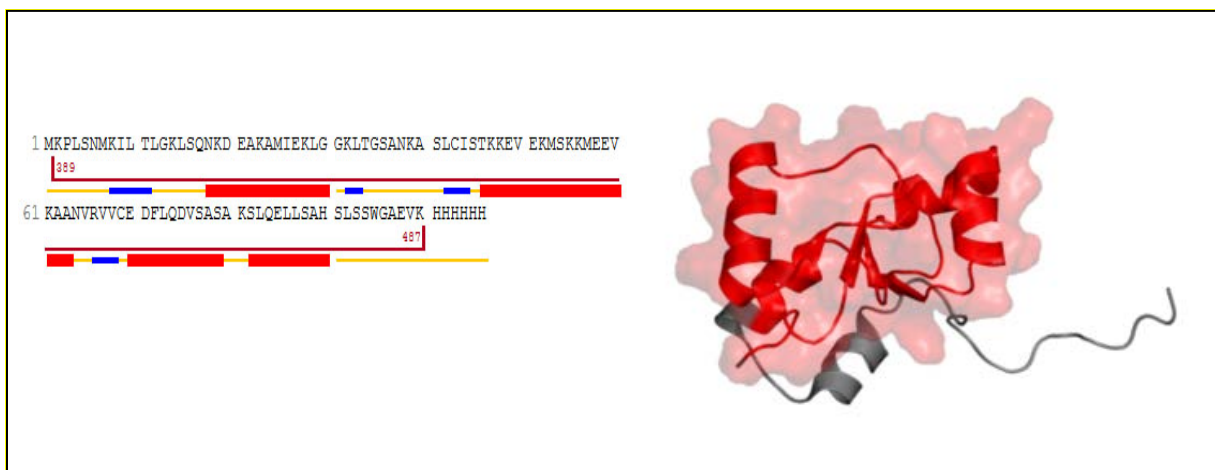 1 MKPLSNMKIL TLGKLSQNKD EAKAMIEKLG GKLTGSANKA SLCISTKKEV EKMSKKMEEV
389
61 KAANVRVVCE DFLQDVSASA KSLQELLSAH SLSSWGAEVK HHHHHH
487